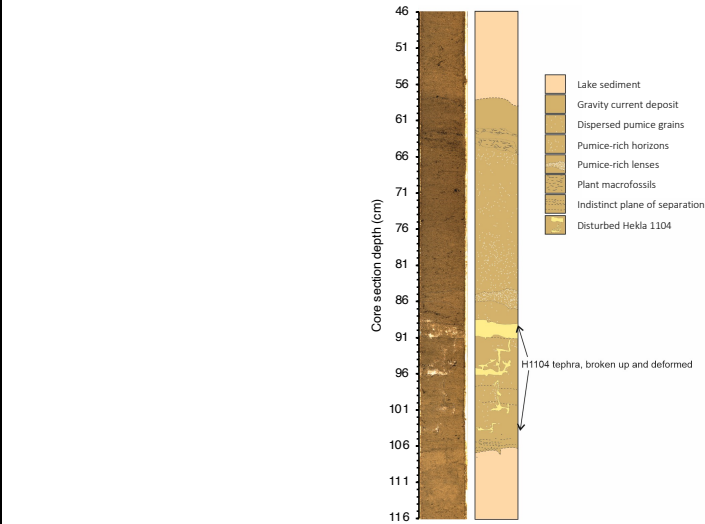 46
51
56
61
66
71
76
81
86
91
96
101
106
111
116
Core section depth (cm)
Lake sediment
Gravity current deposit
Dispersed pumice grains
Pumice-rich horizons
Pumice-rich lenses
Plant macrofossils
Indistinct plane of separation
Disturbed Hekla 1104
H1104 tephra, broken up and deformed